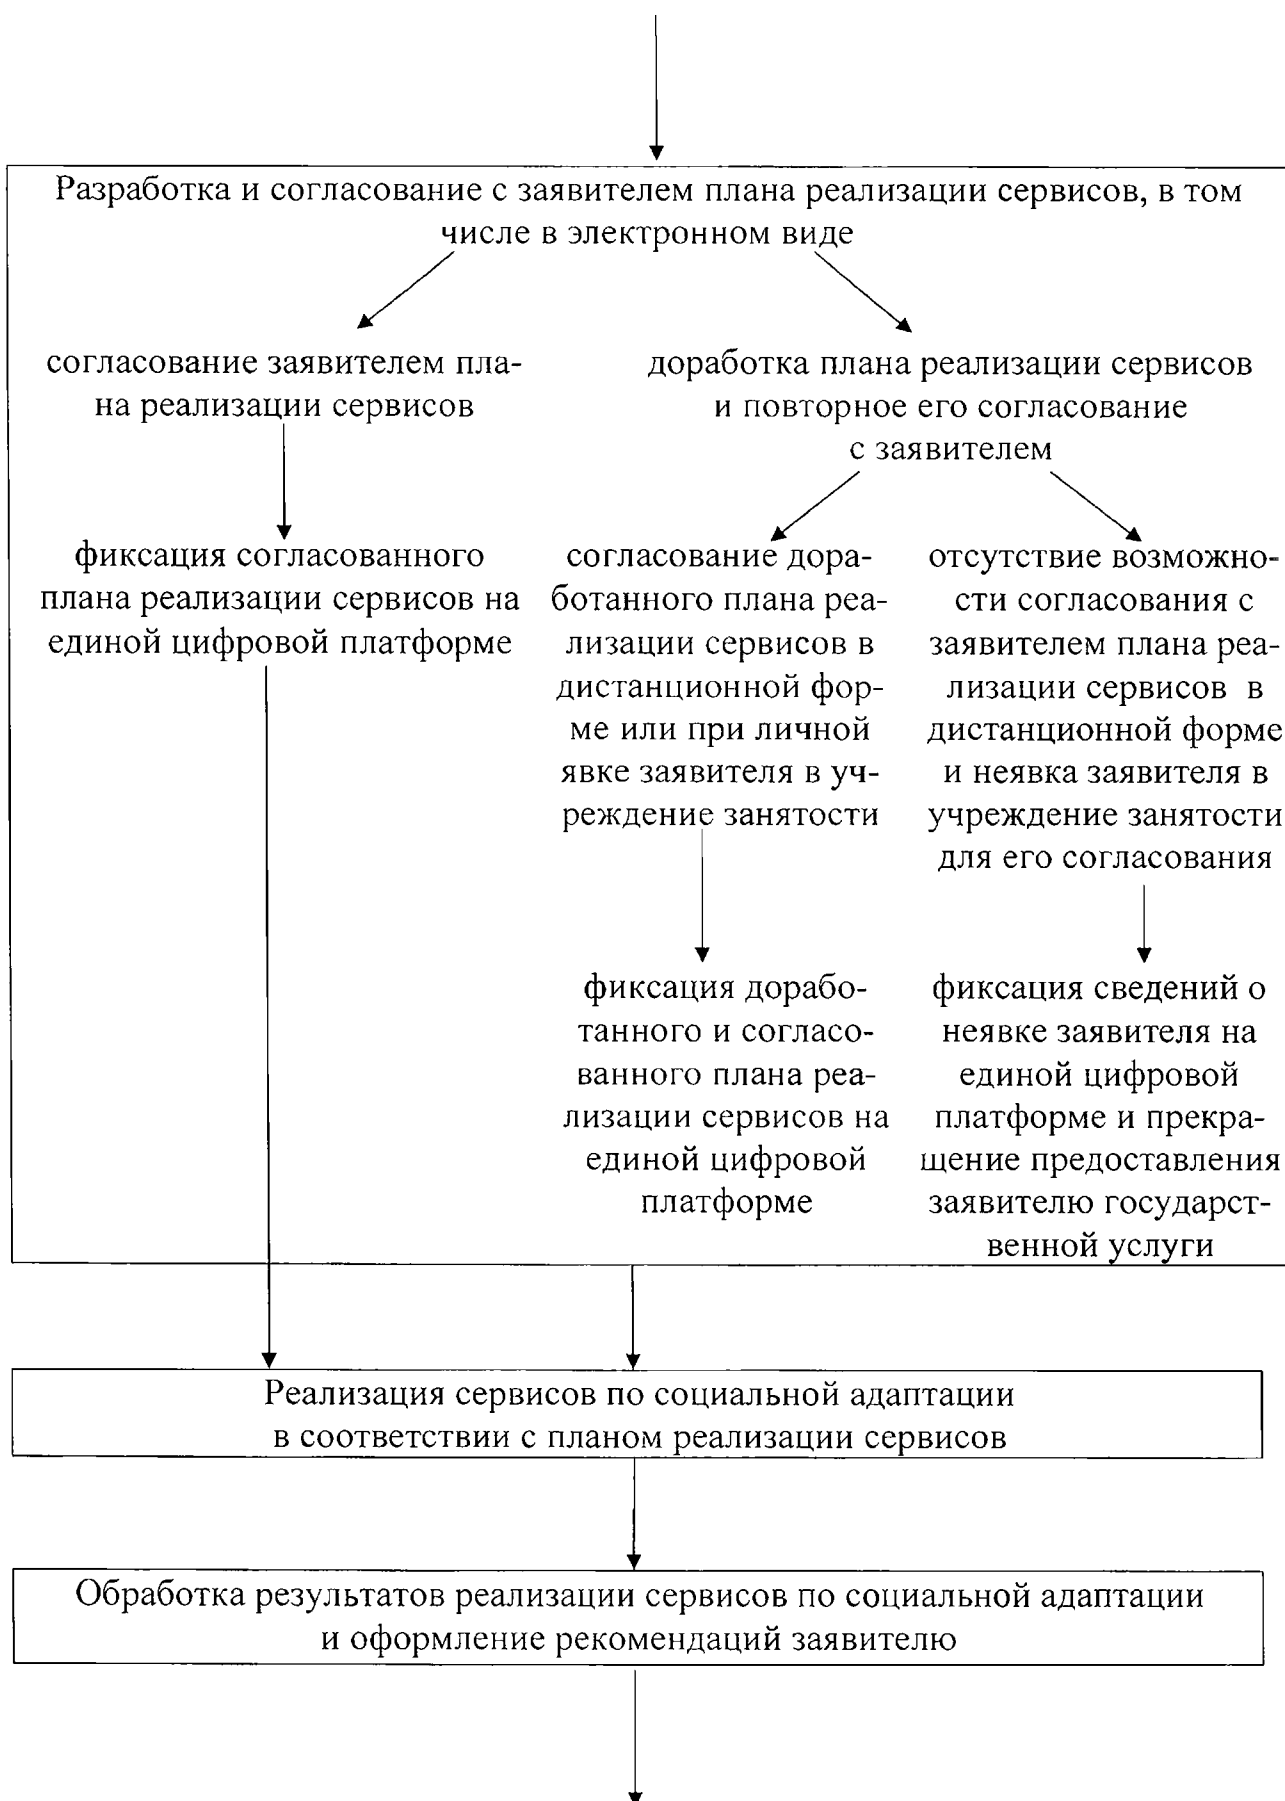 Разработка и согласование с заявителем плана реализации сервисов, в том
числе в электронном виде
согласование заявителем пла-
на реализации сервисов
доработка плана реализации сервисов
и повторное его согласование
с заявителем
фиксация согласованного
плана реализации сервисов на
единой цифровой платформе
согласование дора-
ботанного плана реа-
лизации сервисов в
дистанционной фор-
ме или при личной
явке заявителя в уч-
реждение занятости
отсутствие возможно-
сти согласования с
заявителем плана реа-
лизации сервисов в
дистанционной форме
и неявка заявителя в
учреждение занятости
для его согласования
фиксация дорабо-
танного и согласо-
ванного плана реа-
лизации сервисов на
единой цифровой
платформе
фиксация сведений о
неявке заявителя на
единой цифровой
платформе и прекра-
щение предоставления
заявителю государст-
венной услуги
Реализация сервисов по социальной адаптации
в соответствии с планом реализации сервисов
Обработка результатов реализации сервисов по социальной адаптации
и оформление рекомендаций заявителю